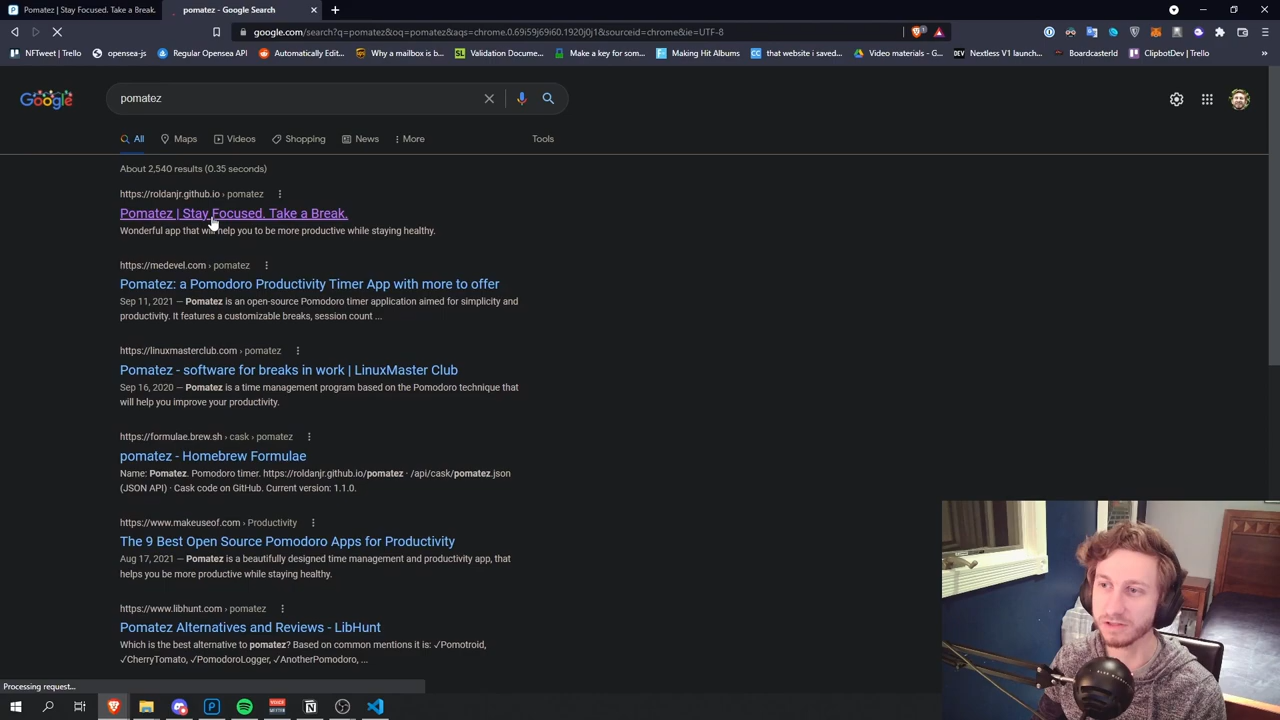 Pomatez | Stay Focused. Take a Break.
pomatez - Google Search
google.com/search?q=pomatez&oq=pomatez&aqs=chrome.0.69i59j69i60.1920j0j1&sourceid=chrome&ie=UTF-8
NFTweet | Trello
opensea-js
Regular OpenSea API
Automatically Edit...
Why a mailbox is b...
Validation Docume...
Make a key for som...
Making Hit Albums
that website i saved...
Video materials - G...
Nextless V1 launch...
BoardcasterId
ClipbotDev | Trello
Google
pomatez
All
Maps
Videos
Shopping
News
More
Tools
About 2,540 results (0.35 seconds)
https://roldanjr.github.io › pomatez
Pomatez | Stay Focused. Take a Break.
Wonderful app that will help you to be more productive while staying healthy.
https://medevel.com › pomatez
Pomatez: a Pomodoro Productivity Timer App with more to offer
Sep 11, 2021 — Pomatez is an open-source Pomodoro timer application aimed for simplicity and
productivity. It features a customizable breaks, session count ...
https://linuxmasterclub.com › pomatez
Pomatez - software for breaks in work | LinuxMaster Club
Sep 16, 2020 — Pomatez is a time management program based on the Pomodoro technique that
will help you improve your productivity.
https://formulae.brew.sh › cask › pomatez
pomatez - Homebrew Formulae
Name: Pomatez. Pomodoro timer. https://roldanjr.github.io/pomatez · /api/cask/pomatez.json
(JSON API) · Cask code on GitHub. Current version: 1.1.0.
https://www.makeuseof.com › Productivity
The 9 Best Open Source Pomodoro Apps for Productivity
Aug 17, 2021 — Pomatez is a beautifully designed time management and productivity app, that
helps you be more productive while staying healthy.
https://www.libhunt.com › pomatez
Pomatez Alternatives and Reviews - LibHunt
Which is the best alternative to pomatez? Based on common mentions it is: ✓Pomotroid,
✓CherryTomato, ✓PomodoroLogger, ✓AnotherPomodoro, ...
Processing request...